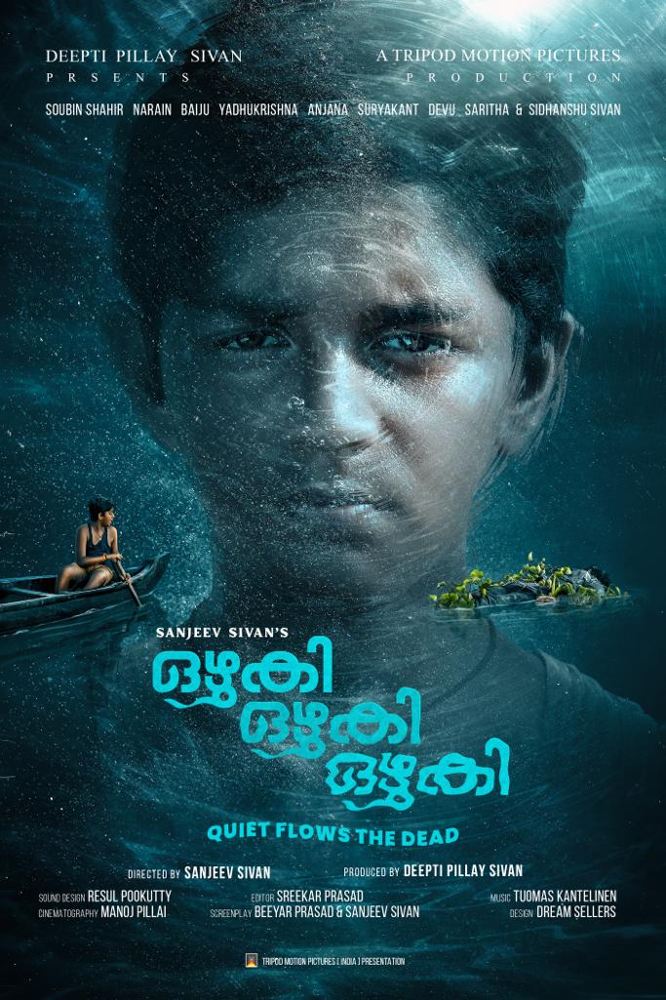 DEEPTI PILLAY SIVAN
PRSENTS
A TRIPOD MOTION PICTURES
PRODUCTION
SOUBIN SHAHIR NARAIN BAIJU YADHUKRISHNA ANJANA SURYAKANT DEVU SARITHA & SIDHANSHU SIVAN
SANJEEV SIVAN'S
ഒഴുകി
ഒഴുകി
ഒഴുകി
QUIET FLOWS THE DEAD
DIRECTED BY SANJEEV SIVAN
PRODUCED BY DEEPTI PILLAY SIVAN
SOUND DESIGN RESUL POOKUTTY
EDITOR SREEKAR PRASAD
MUSIC TUOMAS KANTELINEN
CINEMATOGRAPHY MANOJ PILLAI
SCREENPLAY BEEYAR PRASAD & SANJEEV SIVAN
DESIGN DREAM SELLERS
TRIPOD MOTION PICTURES [ INDIA ] PRESENTATION